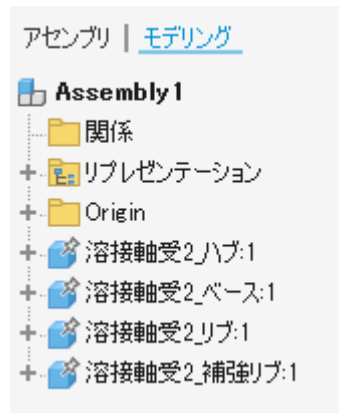 アセンブリ | モデリング
Assembly1
関係
リプレゼンテーション
Origin
溶接軸受2_ハブ:1
溶接軸受2_ベース:1
溶接軸受2_リブ:1
溶接軸受2_補強リブ:1